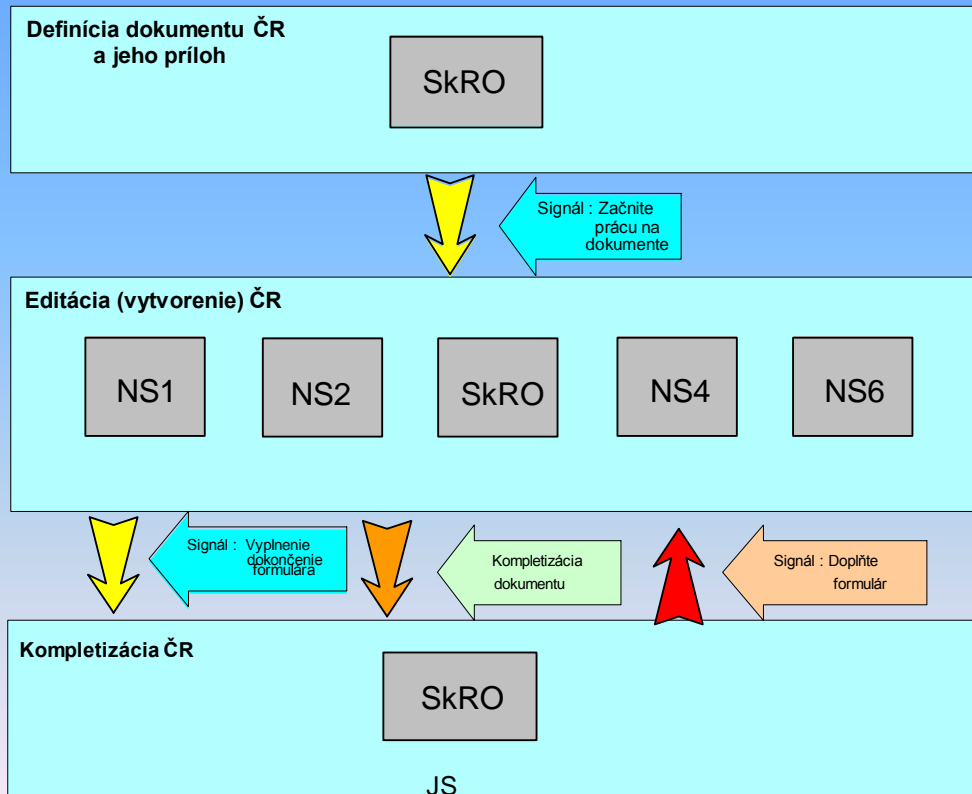 Definícia dokumentu ČR
a jeho príloh
SkRO
Signál : Začnite
prácu na
dokumente
Editácia (vytvorenie) ČR
NS1
NS2
SkRO
NS4
NS6
Signál : Vyplnenie
dokončenie
formulára
Kompletizácia
dokumentu
Signál : Doplňte
formulár
Kompletizácia ČR
SkRO
JS